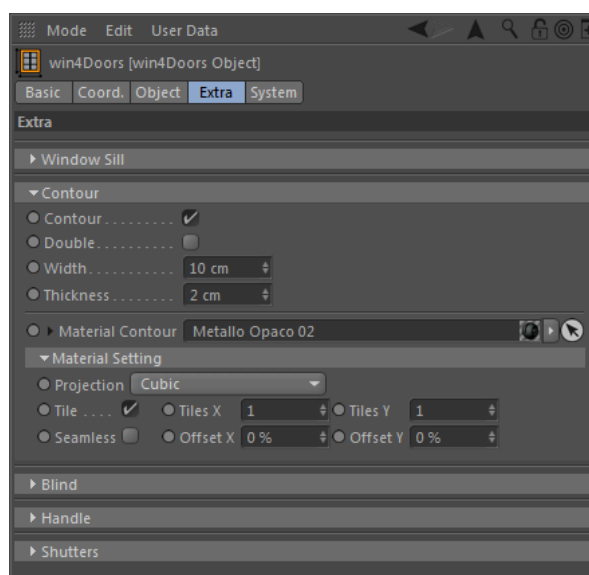 Mode Edit User Data
win4Doors [win4Doors Object]
Basic Coord. Object Extra System
Extra
Window Sill
Contour
Contour . . . . . . . . .
Double . . . . . . . . . .
Width . . . . . . . . . . . 10 cm
Thickness . . . . . . . . 2 cm
Material Contour Metallo Opaco 02
Material Setting
Projection Cubic
Tile . . . . Tiles X 1 Tiles Y 1
Seamless Offset X 0 % Offset Y 0 %
Blind
Handle
Shutters